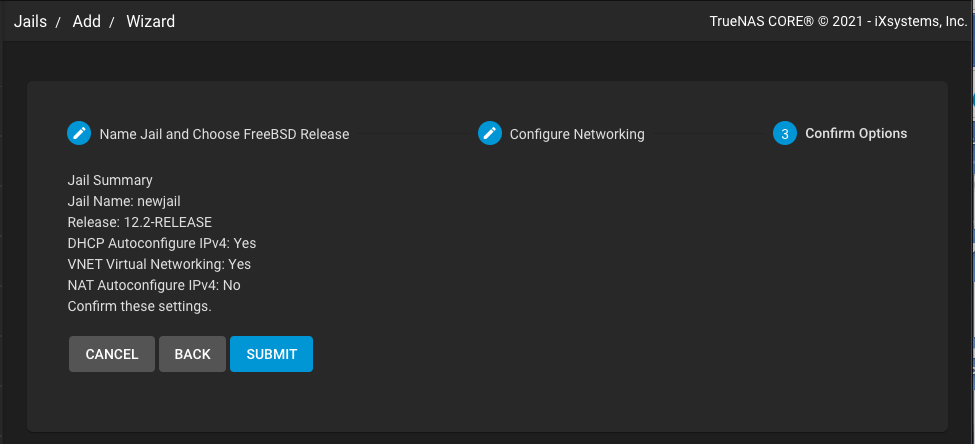 Jails / Add / Wizard
TrueNAS CORE® © 2021 - iXsystems, Inc.
Name Jail and Choose FreeBSD Release
Configure Networking
3 Confirm Options
Jail Summary
Jail Name: newjail
Release: 12.2-RELEASE
DHCP Autoconfigure IPv4: Yes
VNET Virtual Networking: Yes
NAT Autoconfigure IPv4: No
Confirm these settings.
CANCEL BACK SUBMIT